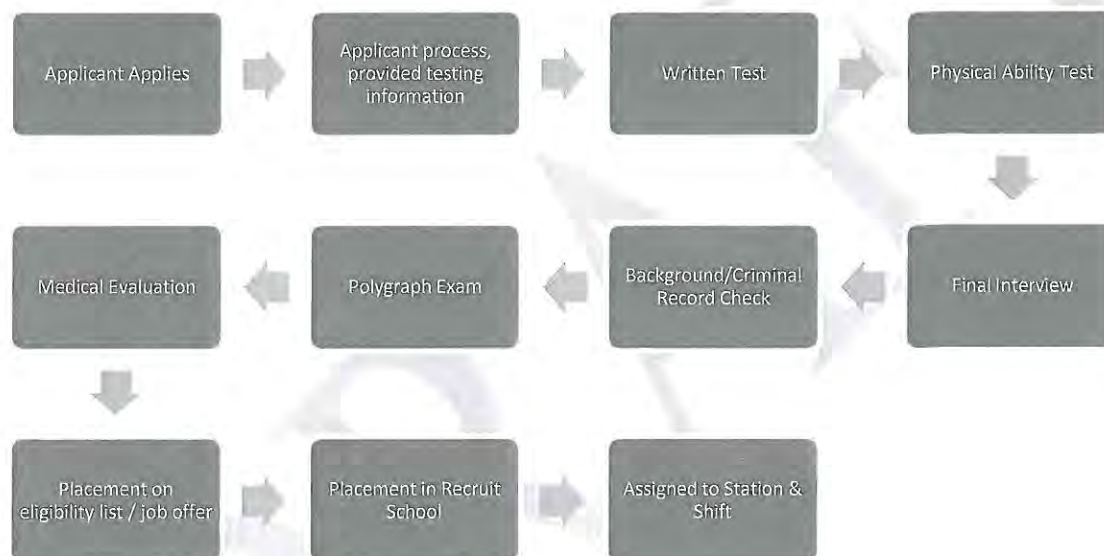 Applicant Applies
Applicant process,
provided testing
information
Written Test
Physical Ability Test
Final Interview
Background/Criminal
Record Check
Polygraph Exam
Medical Evaluation
Placement on
eligibility list / job offer
Placement in Recruit
School
Assigned to Station &
Shift